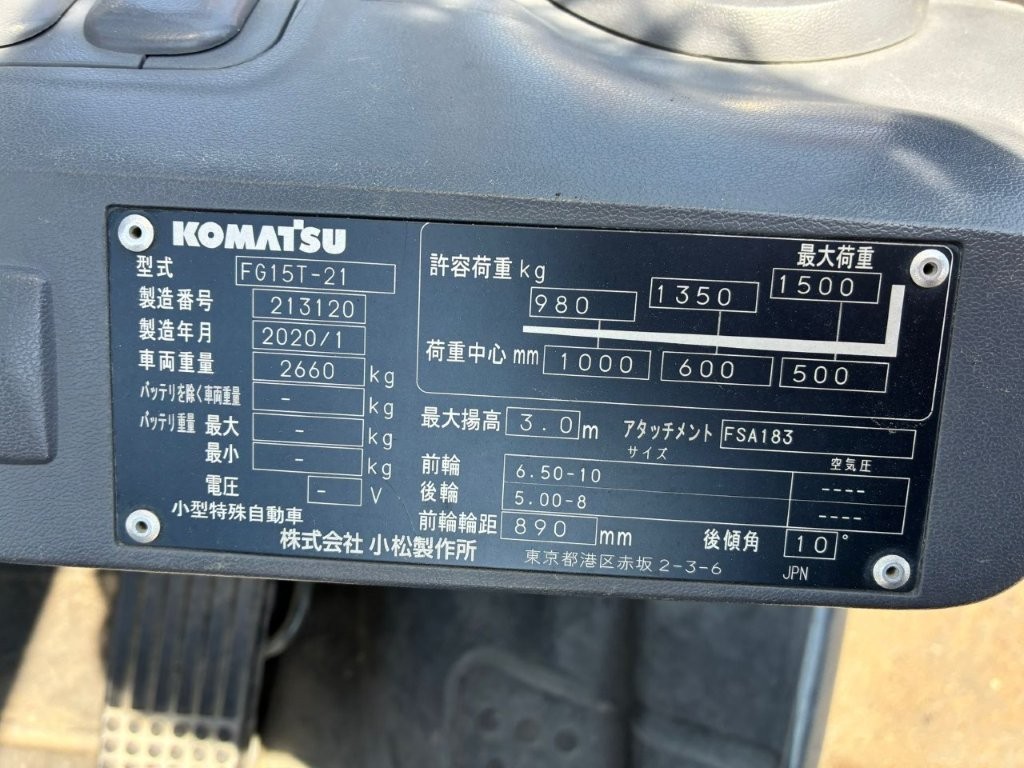 KOMATSU
型式 FG15T-21
製造番号 213120
製造年月 2020/1
車両重量 2660 kg
バッテリを除く車両重量 - kg
バッテリ重量 最大 - kg
最小 - kg
電圧 - V
小型特殊自動車
最大荷重
許容荷重 kg 980 1350 1500
荷重中心 mm 1000 600 500
最大揚高 3.0 m アタッチメント FSA183
サイズ 空気圧
前輪 6.50-10 ----
後輪 5.00-8 ----
前輪輪距 890 mm 後傾角 10°
株式会社 小松製作所 東京都港区赤坂 2-3-6 JPN